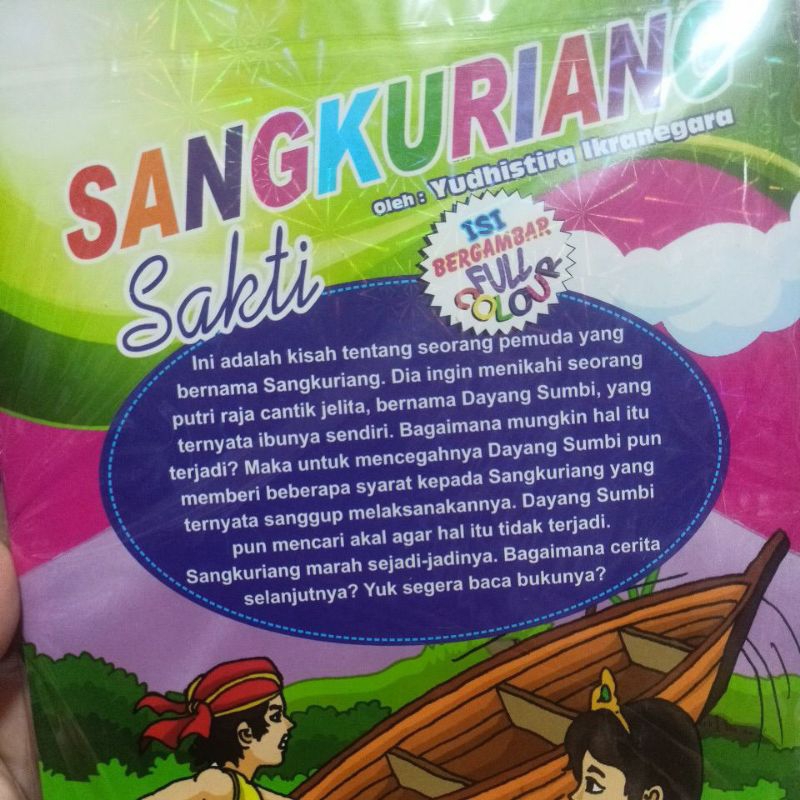 SANGKURIANG
Oleh : Yudhistira Ikranegara
Sakti
ISI
BERGAMBAR
FULL
COLOUR
Ini adalah kisah tentang seorang pemuda yang
bernama Sangkuriang. Dia ingin menikahi seorang
putri raja cantik jelita, bernama Dayang Sumbi, yang
ternyata ibunya sendiri. Bagaimana mungkin hal itu
terjadi? Maka untuk mencegahnya Dayang Sumbi pun
memberi beberapa syarat kepada Sangkuriang yang
ternyata sanggup melaksanakannya. Dayang Sumbi
pun mencari akal agar hal itu tidak terjadi.
Sangkuriang marah sejadi-jadinya. Bagaimana cerita
selanjutnya? Yuk segera baca bukunya?